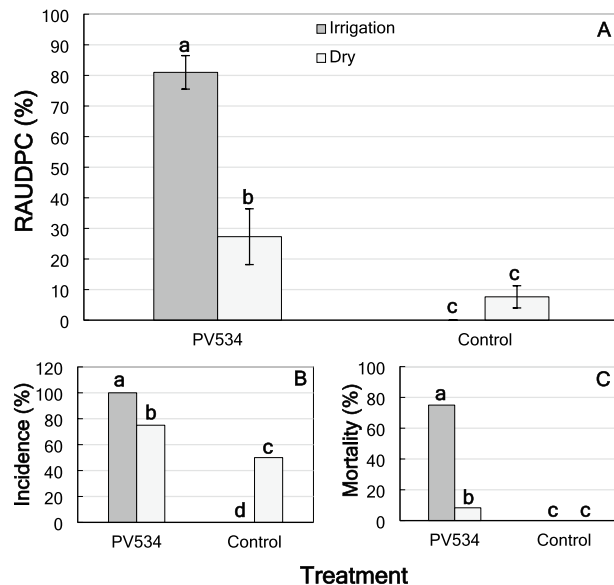 A
RAUDPC (%)
100
90
80
70
60
50
40
30
20
10
0
Irrigation
Dry
a
b
c
c
PV534
Control
B
Incidence (%)
120
100
80
60
40
20
0
a
b
d
c
PV534
Control
C
Mortality (%)
100
80
60
40
20
0
a
b
c
c
PV534
Control
Treatment